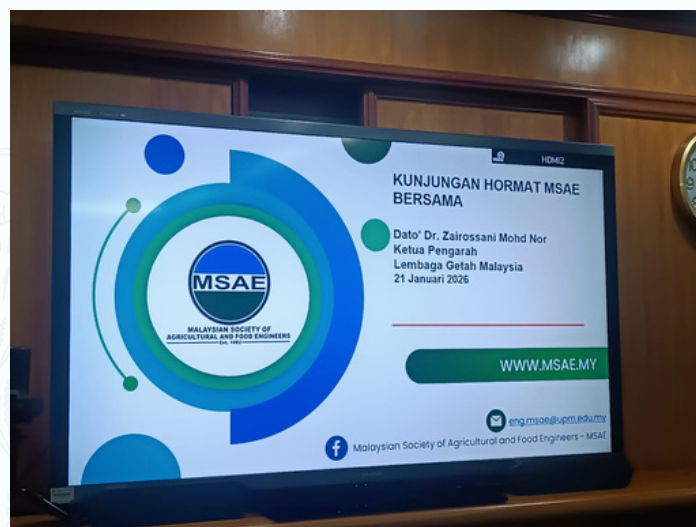 HDMI2
KUNJUNGAN HORMAT MSAE
BERSAMA
Dato' Dr. Zairossani Mohd Nor
Ketua Pengarah
Lembaga Getah Malaysia
21 Januari 2026
MSAE
MALAYSIAN SOCIETY OF
AGRICULTURAL AND FOOD ENGINEERS
WWW.MSAE.MY
eng.msae@upm.edu.my
Malaysian Society of Agricultural and Food Engineers - MSAE